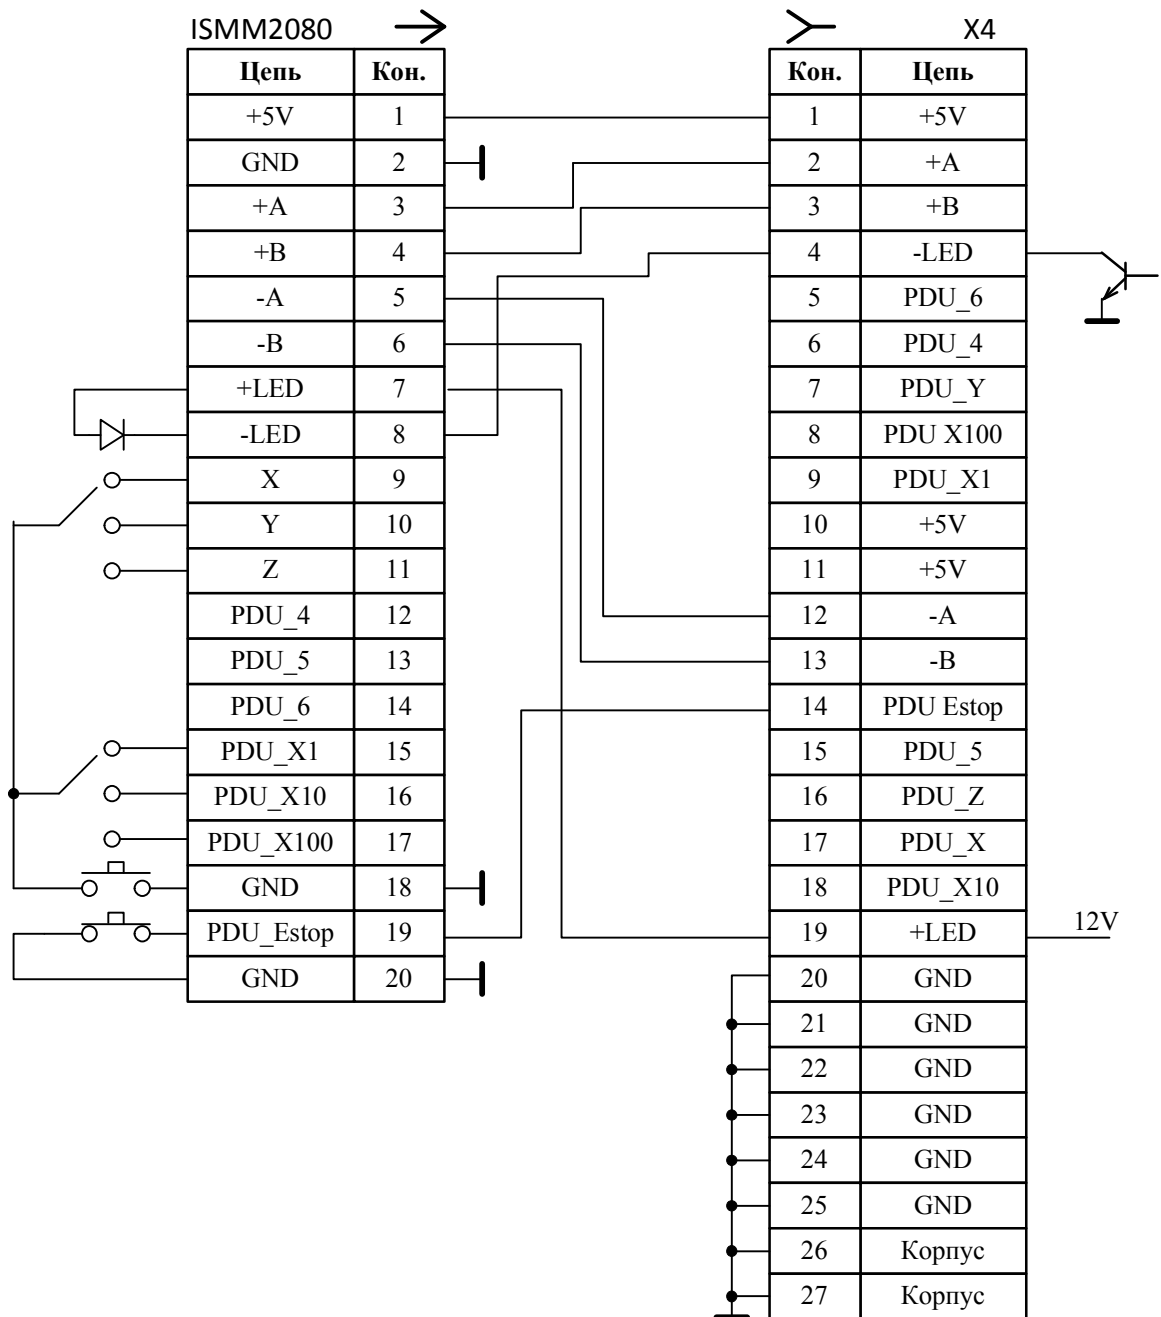 ISMM2080 X4
Цепь Кон. Кон. Цепь
+5V 1 1 +5V
GND 2 2 +A
+A 3 3 +B
+B 4 4 -LED
-A 5 5 PDU_6
-B 6 6 PDU_4
+LED 7 7 PDU_Y
-LED 8 8 PDU X100
X 9 9 PDU_X1
Y 10 10 +5V
Z 11 11 +5V
PDU_4 12 12 -A
PDU_5 13 13 -B
PDU_6 14 14 PDU Estop
PDU_X1 15 15 PDU_5
PDU_X10 16 16 PDU_Z
PDU_X100 17 17 PDU_X
GND 18 18 PDU_X10
PDU_Estop 19 19 +LED 12V
GND 20 20 GND
21 GND
22 GND
23 GND
24 GND
25 GND
26 Корпус
27 Корпус